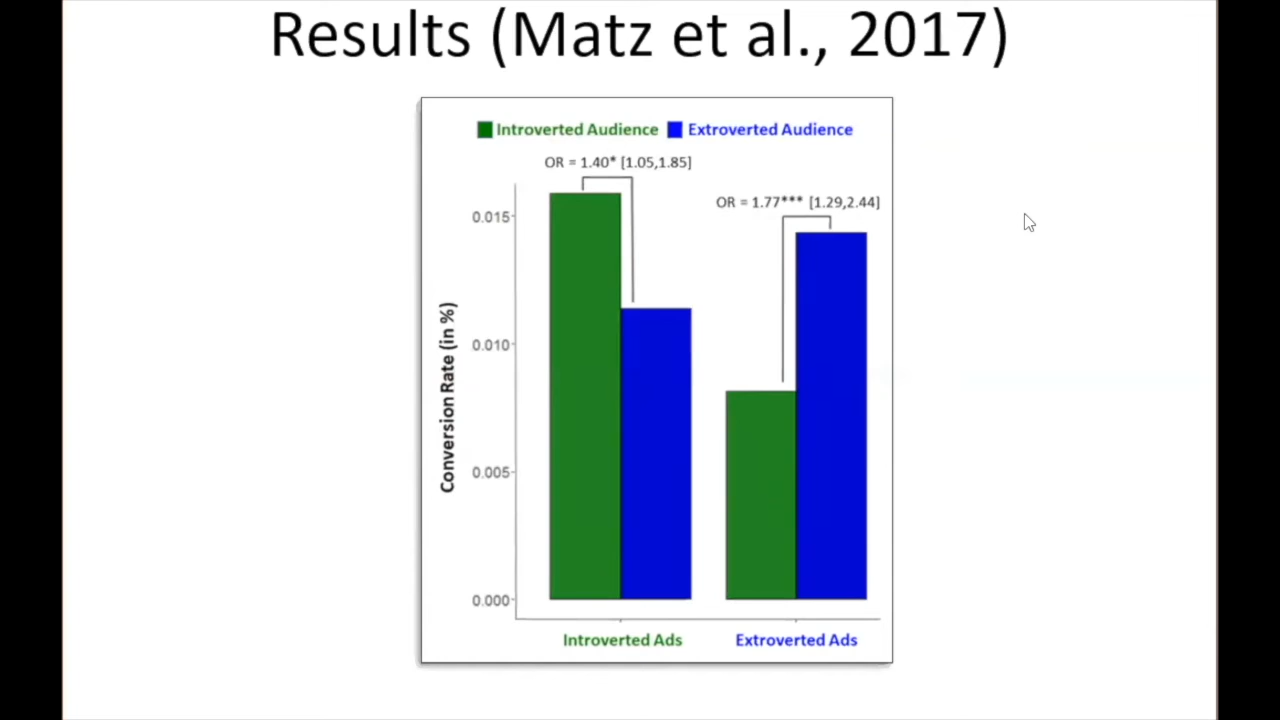 Results (Matz et al., 2017)
Introverted Audience Extroverted Audience
OR = 1.40* [1.05,1.85]
OR = 1.77*** [1.29,2.44]
0.015
0.010
0.005
0.000
Conversion Rate (in %)
Introverted Ads Extroverted Ads